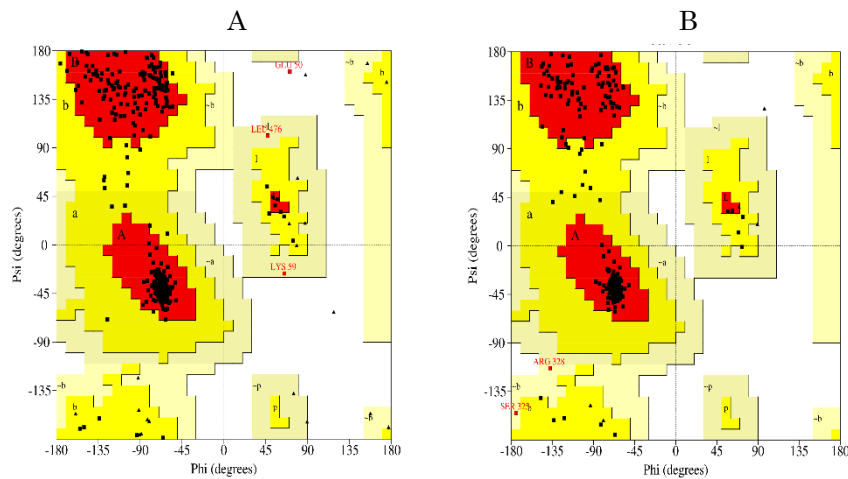 A
B
180
135
90
45
0
-45
-90
-135
-180
-135
-90
-45
0
45
90
135
180
Psi (degrees)
Phi (degrees)
B
b
~b
GLU 50
~b
b
LEU 476
~l
l
a
A
~a
LYS 59
~b
b
~p
p
~b
180
135
90
45
0
-45
-90
-135
-180
-135
-90
-45
0
45
90
135
180
Psi (degrees)
Phi (degrees)
B
b
~b
~b
b
~l
l
L
a
A
~a
ARG 328
~b
b
~p
p
~b